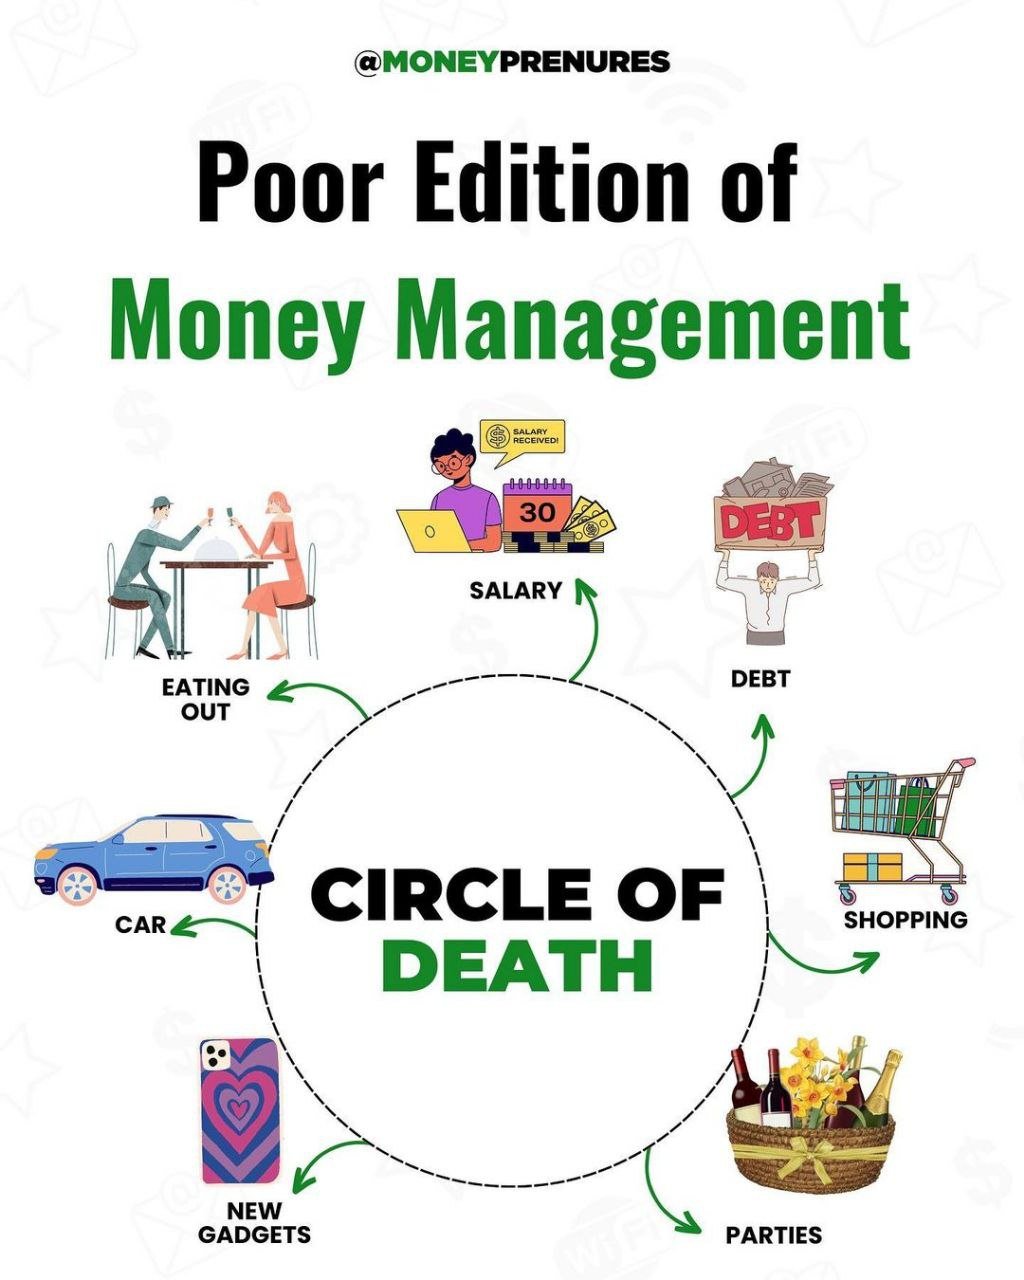 @MONEYPRENURES
Poor Edition of
Money Management
SALARY
RECEIVED!
30
SALARY
DEBT
DEBT
EATING
OUT
CAR
CIRCLE OF
DEATH
SHOPPING
NEW
GADGETS
PARTIES